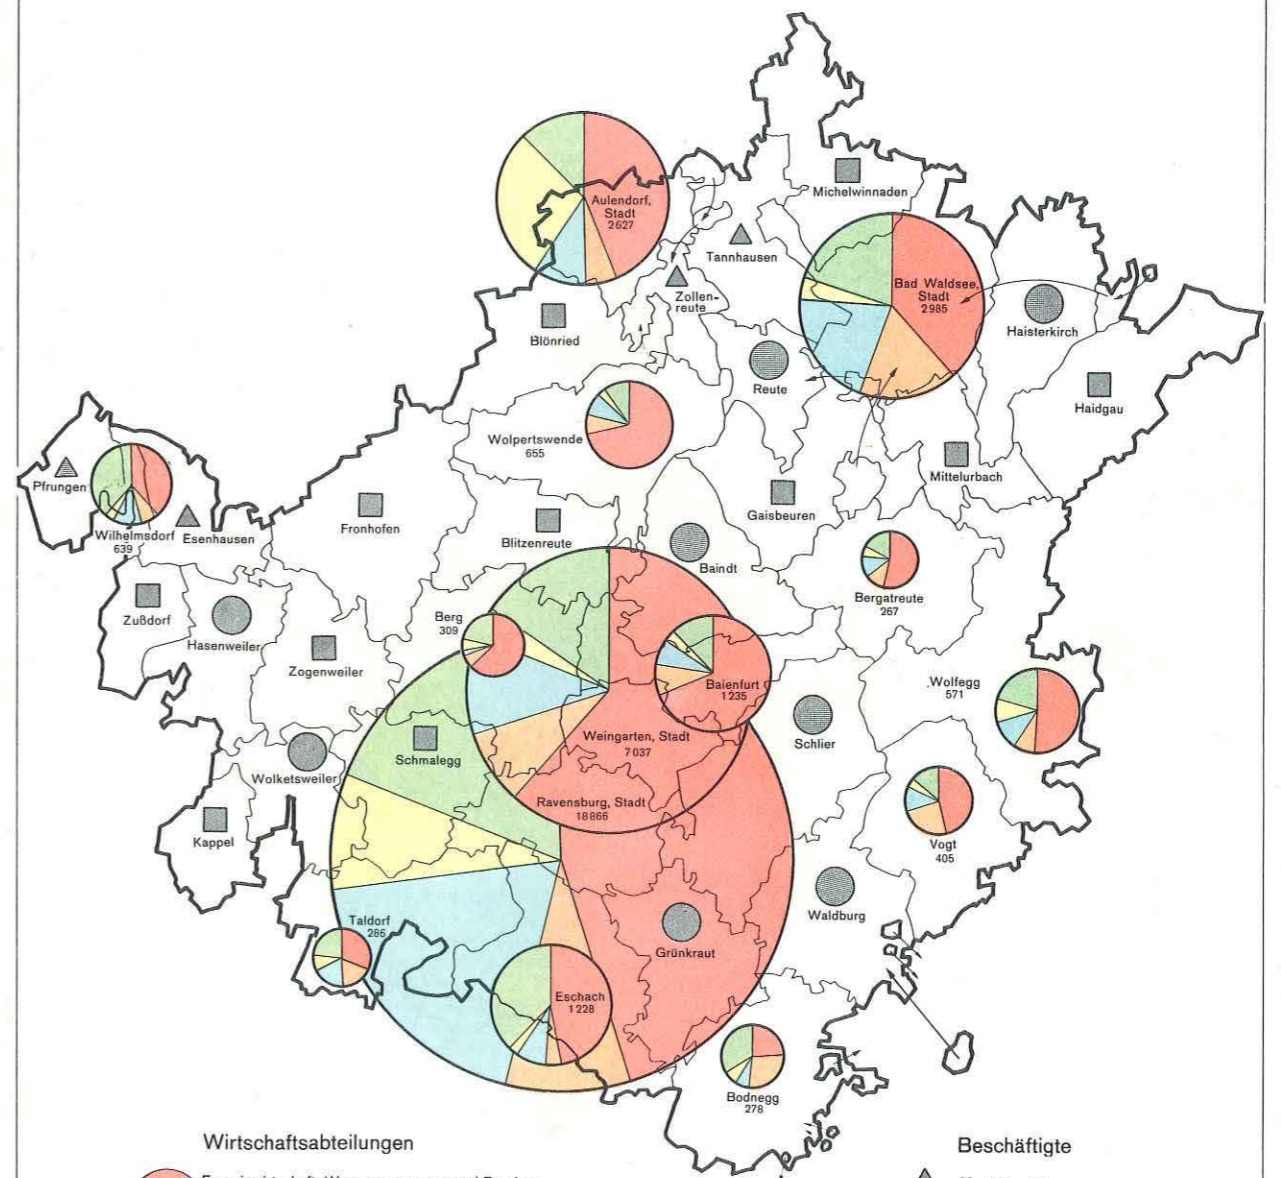 Michelwinnaden
Aulendorf,
Stadt
2627
Tannhausen
Zollen-
reute
Bad Waldsee,
Stadt
2985
Haisterkirch
Blönried
Reute
Haidgau
Wolpertswende
655
Mittelurbach
Pfrungen
Wilhelmsdorf
639
Esenhausen
Fronhofen
Blitzenreute
Gaisbeuren
Baindt
Bergatreute
267
Zußdorf
Hasenweiler
Zogenweiler
Berg
309
Baienfurt
1235
Wolfegg
571
Schmalegg
Weingarten, Stadt
7037
Schlier
Wolketsweiler
Ravensburg, Stadt
18866
Kappel
Vogt
405
Taldorf
286
Waldburg
Grünkraut
Eschach
1228
Bodnegg
278
Wirtschaftsabteilungen
Beschäftigte